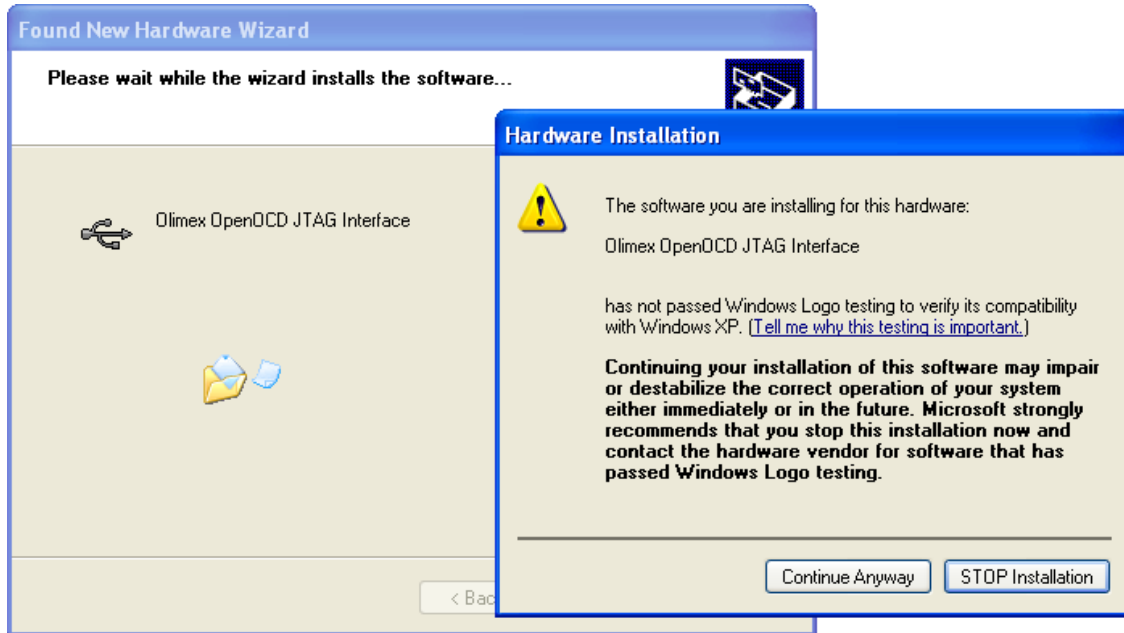 Found New Hardware Wizard
Please wait while the wizard installs the software...
Olimex OpenOCD JTAG Interface
< Bac
Hardware Installation
The software you are installing for this hardware:
Olimex OpenOCD JTAG Interface
has not passed Windows Logo testing to verify its compatibility
with Windows XP. (Tell me why this testing is important.)
Continuing your installation of this software may impair
or destabilize the correct operation of your system
either immediately or in the future. Microsoft strongly
recommends that you stop this installation now and
contact the hardware vendor for software that has
passed Windows Logo testing.
Continue Anyway
STOP Installation